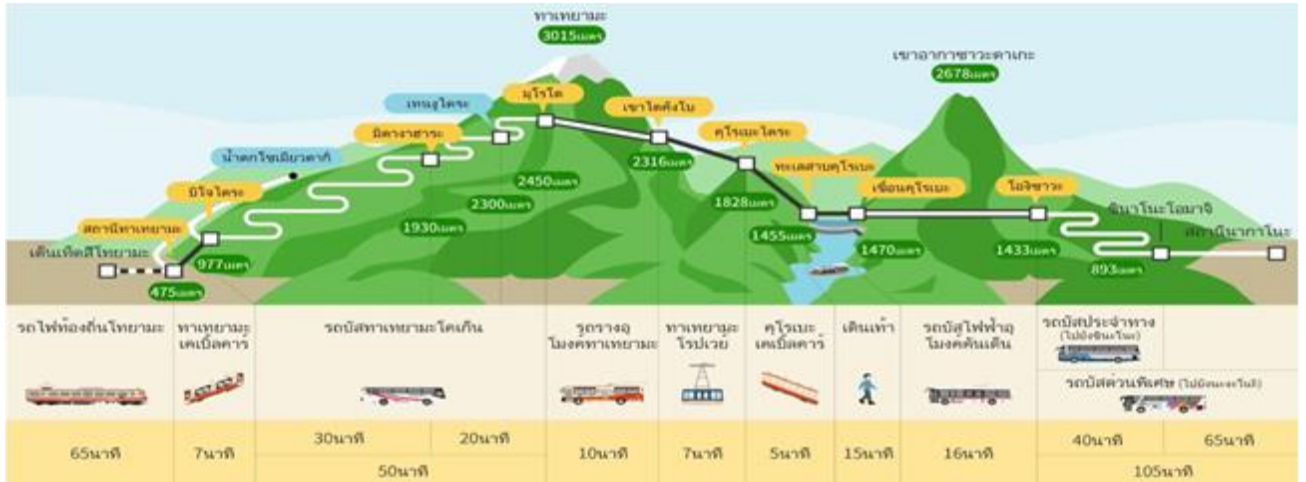 ทาเทยามะ
3015เมตร
เขาอากาซาวะดาเกะ
2678เมตร
เทนงูไดระ
มุโรโด
เขาไดคังโบ
มิดางาฮาระ
คุโรเบะไดระ
2316เมตร
น้ำตกโชเมียวดากิ
ทะเลสาบคุโรเบะ
บิโจไดระ
2450เมตร
เขื่อนคุโรเบะ
โอกิซาวะ
2300เมตร
1828เมตร
ชินาโนะโอมาจิ
สถานีทาเทยามะ
1930เมตร
สถานีนากาโนะ
เด็นเท็ตสึโทยามะ
977เมตร
1455เมตร
1470เมตร
1433เมตร
893เมตร
475เมตร
รถไฟท้องถิ่นโทยามะ
ทาเทยามะ
เคเบิ้ลคาร์
รถบัสทาเทยามะโคเก็น
รถรางอุ
โมงค์ทาเทยามะ
ทาเทยามะ
โรปเวย์
คุโรเบะ
เคเบิ้ลคาร์
เดินเท้า
รถบัสไฟฟ้าอุ
โมงค์คันเด็น
รถบัสประจำทาง
(ไปยังชินะโนะ)
รถบัสด่วนพิเศษ
65นาที
7นาที
30นาที
20นาที
50นาที
10นาที
7นาที
5นาที
15นาที
16นาที
40นาที
65นาที
105นาที